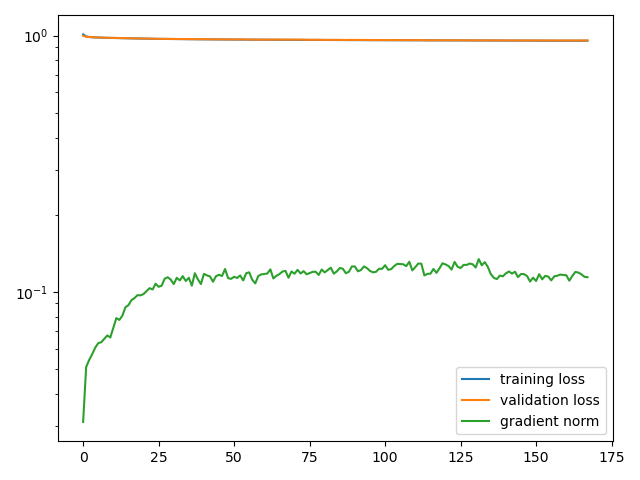 10⁰
10⁻¹
0 25 50 75 100 125 150 175
training loss
validation loss
gradient norm